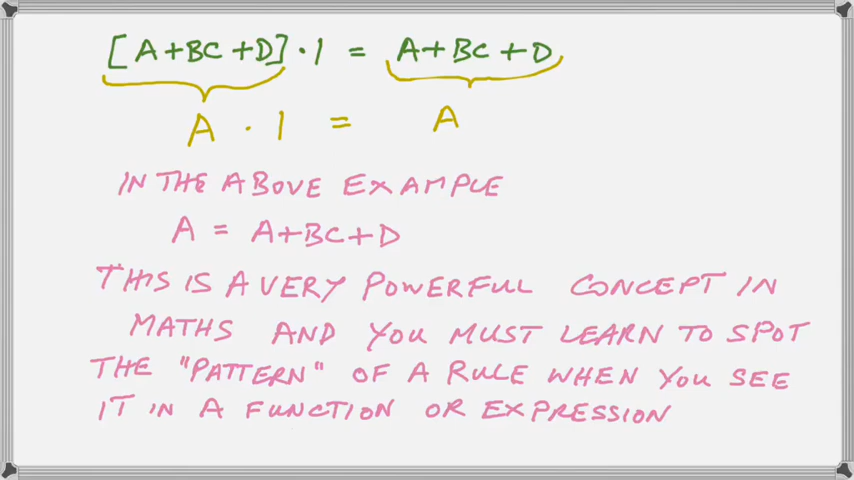 [A+BC+D]·1 = A+BC+D
A · 1 = A
IN THE ABOVE EXAMPLE
A = A+BC+D
THIS IS A VERY POWERFUL CONCEPT IN
MATHS AND YOU MUST LEARN TO SPOT
THE "PATTERN" OF A RULE WHEN YOU SEE
IT IN A FUNCTION OR EXPRESSION